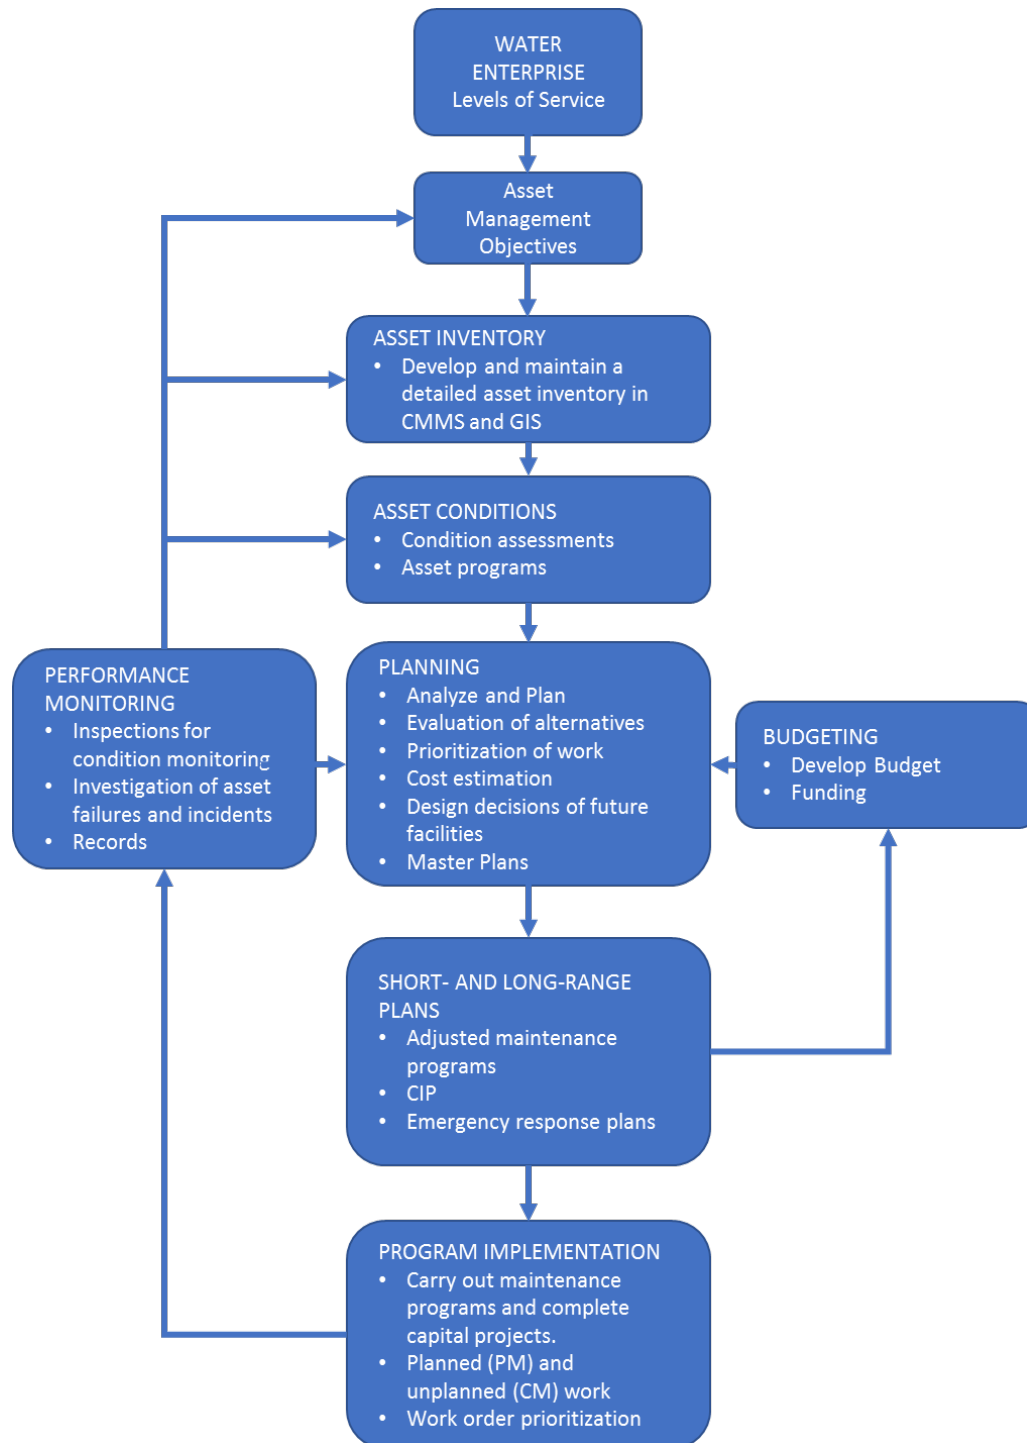 WATER
ENTERPRISE
Levels of Service
Asset
Management
Objectives
ASSET INVENTORY
• Develop and maintain a
detailed asset inventory in
CMMS and GIS
ASSET CONDITIONS
• Condition assessments
• Asset programs
PERFORMANCE
MONITORING
• Inspections for
condition monitoring
• Investigation of asset
failures and incidents
• Records
PLANNING
• Analyze and Plan
• Evaluation of alternatives
• Prioritization of work
• Cost estimation
• Design decisions of future
facilities
• Master Plans
BUDGETING
• Develop Budget
• Funding
SHORT- AND LONG-RANGE
PLANS
• Adjusted maintenance
programs
• CIP
• Emergency response plans
PROGRAM IMPLEMENTATION
• Carry out maintenance
programs and complete
capital projects.
• Planned (PM) and
unplanned (CM) work
• Work order prioritization